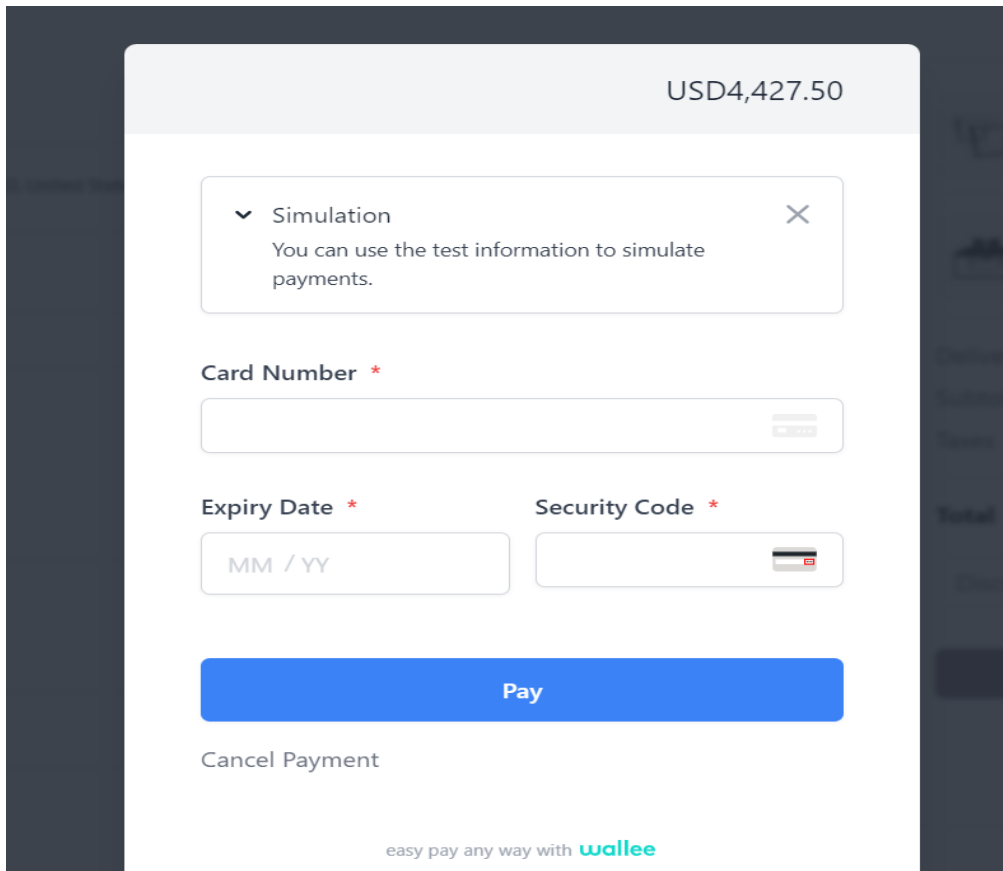 USD4,427.50
Simulation
You can use the test information to simulate
payments.
Card Number *
Expiry Date *
Security Code *
MM / YY
Pay
Cancel Payment
easy pay any way with wallee
Total